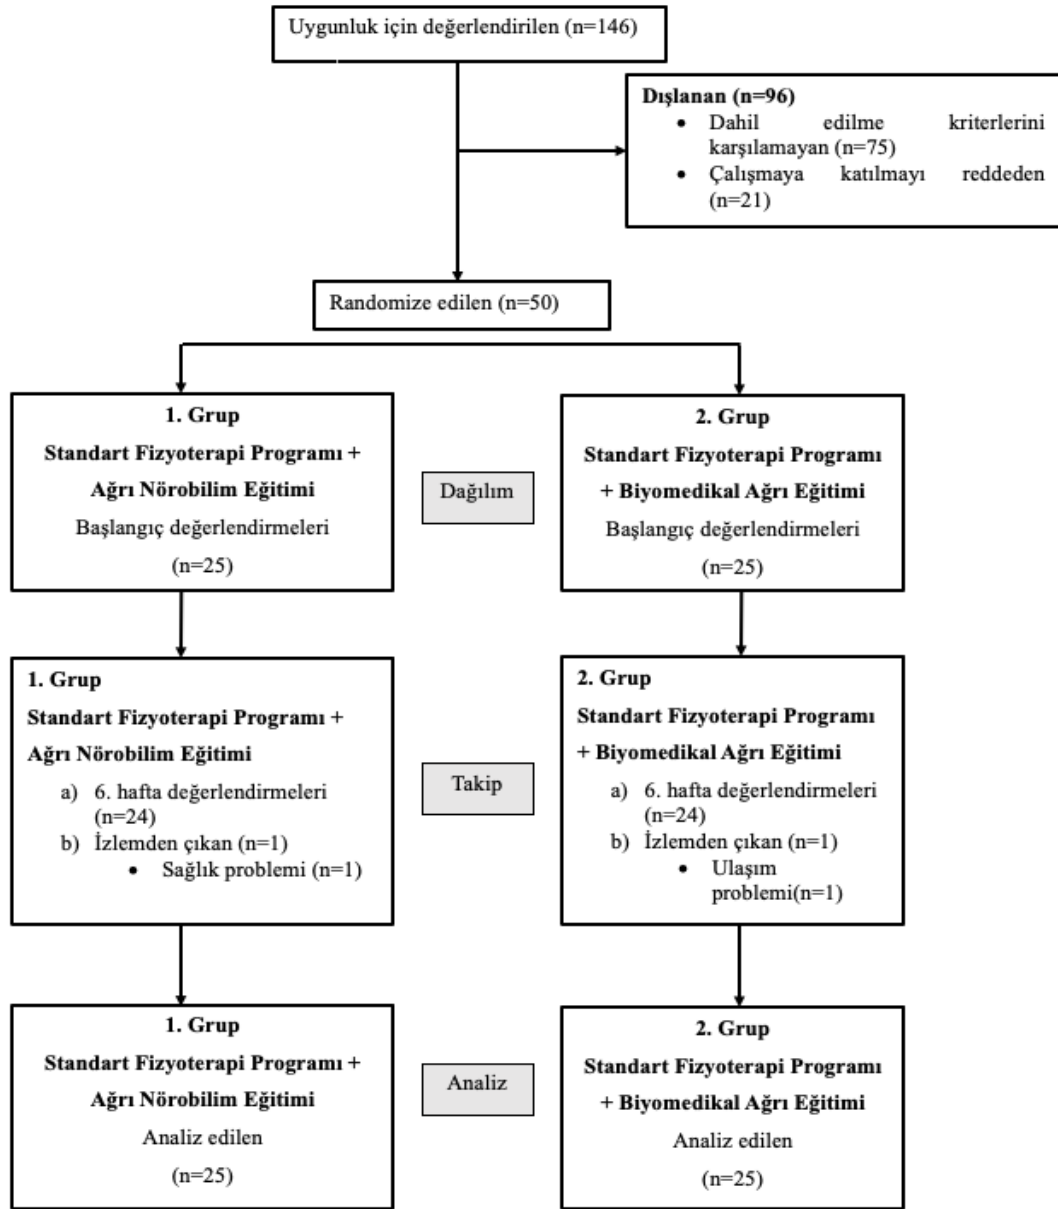 Uygunluk için değerlendirilen (n=146)
Dışlanan (n=96)
• Dahil edilme kriterlerini
karşılamayan (n=75)
• Çalışmaya katılmayı reddeden
(n=21)
Randomize edilen (n=50)
1. Grup
Standart Fizyoterapi Programı +
Ağrı Nörobilim Eğitimi
Başlangıç değerlendirmeleri
(n=25)
Dağılım
2. Grup
Standart Fizyoterapi Programı
+ Biyomedikal Ağrı Eğitimi
Başlangıç değerlendirmeleri
(n=25)
1. Grup
Standart Fizyoterapi Programı +
Ağrı Nörobilim Eğitimi
a) 6. hafta değerlendirmeleri
(n=24)
b) İzlemden çıkan (n=1)
• Sağlık problemi (n=1)
Takip
2. Grup
Standart Fizyoterapi Programı
+ Biyomedikal Ağrı Eğitimi
a) 6. hafta değerlendirmeleri
(n=24)
b) İzlemden çıkan (n=1)
• Ulaşım
problemi(n=1)
1. Grup
Standart Fizyoterapi Programı +
Ağrı Nörobilim Eğitimi
Analiz edilen
(n=25)
Analiz
2. Grup
Standart Fizyoterapi Programı
+ Biyomedikal Ağrı Eğitimi
Analiz edilen
(n=25)